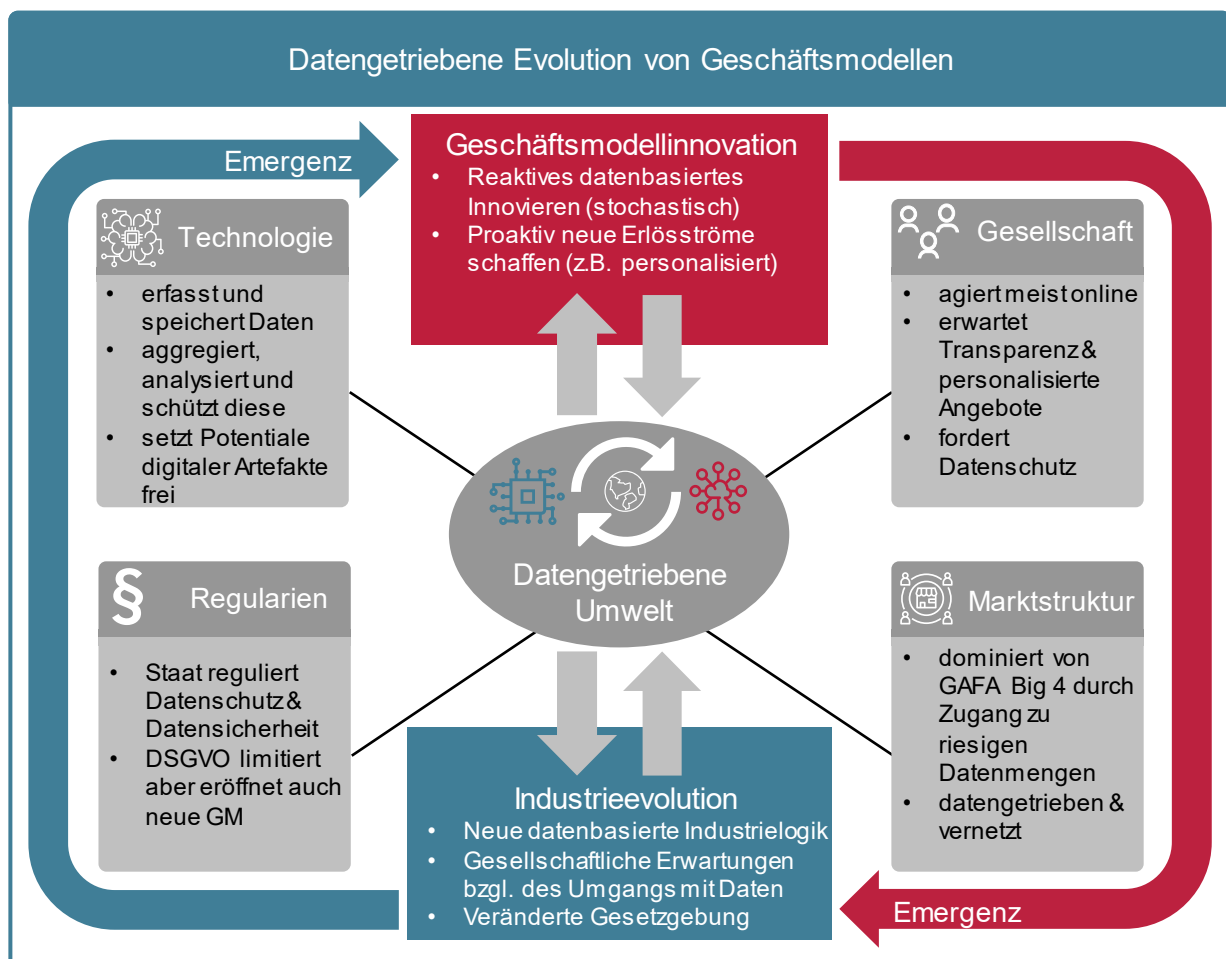 Datengetriebene Evolution von Geschäftsmodellen
Emergenz
Geschäftsmodellinnovation
• Reaktives datenbasiertes
Innovieren (stochastisch)
• Proaktiv neue Erlösströme
schaffen (z.B. personalisiert)
Technologie
• erfasst und
speichert Daten
• aggregiert,
analysiert und
schützt diese
• setzt Potentiale
digitaler Artefakte
frei
Gesellschaft
• agiert meist online
• erwartet
Transparenz &
personalisierte
Angebote
• fordert
Datenschutz
Datengetriebene
Umwelt
§ Regularien
• Staat reguliert
Datenschutz &
Datensicherheit
• DSGVO limitiert
aber eröffnet auch
neue GM
Marktstruktur
• dominiert von
GAFA Big 4 durch
Zugang zu
riesigen
Datenmengen
• datengetrieben &
vernetzt
Industrieevolution
• Neue datenbasierte Industrielogik
• Gesellschaftliche Erwartungen
bzgl. des Umgangs mit Daten
• Veränderte Gesetzgebung
Emergenz